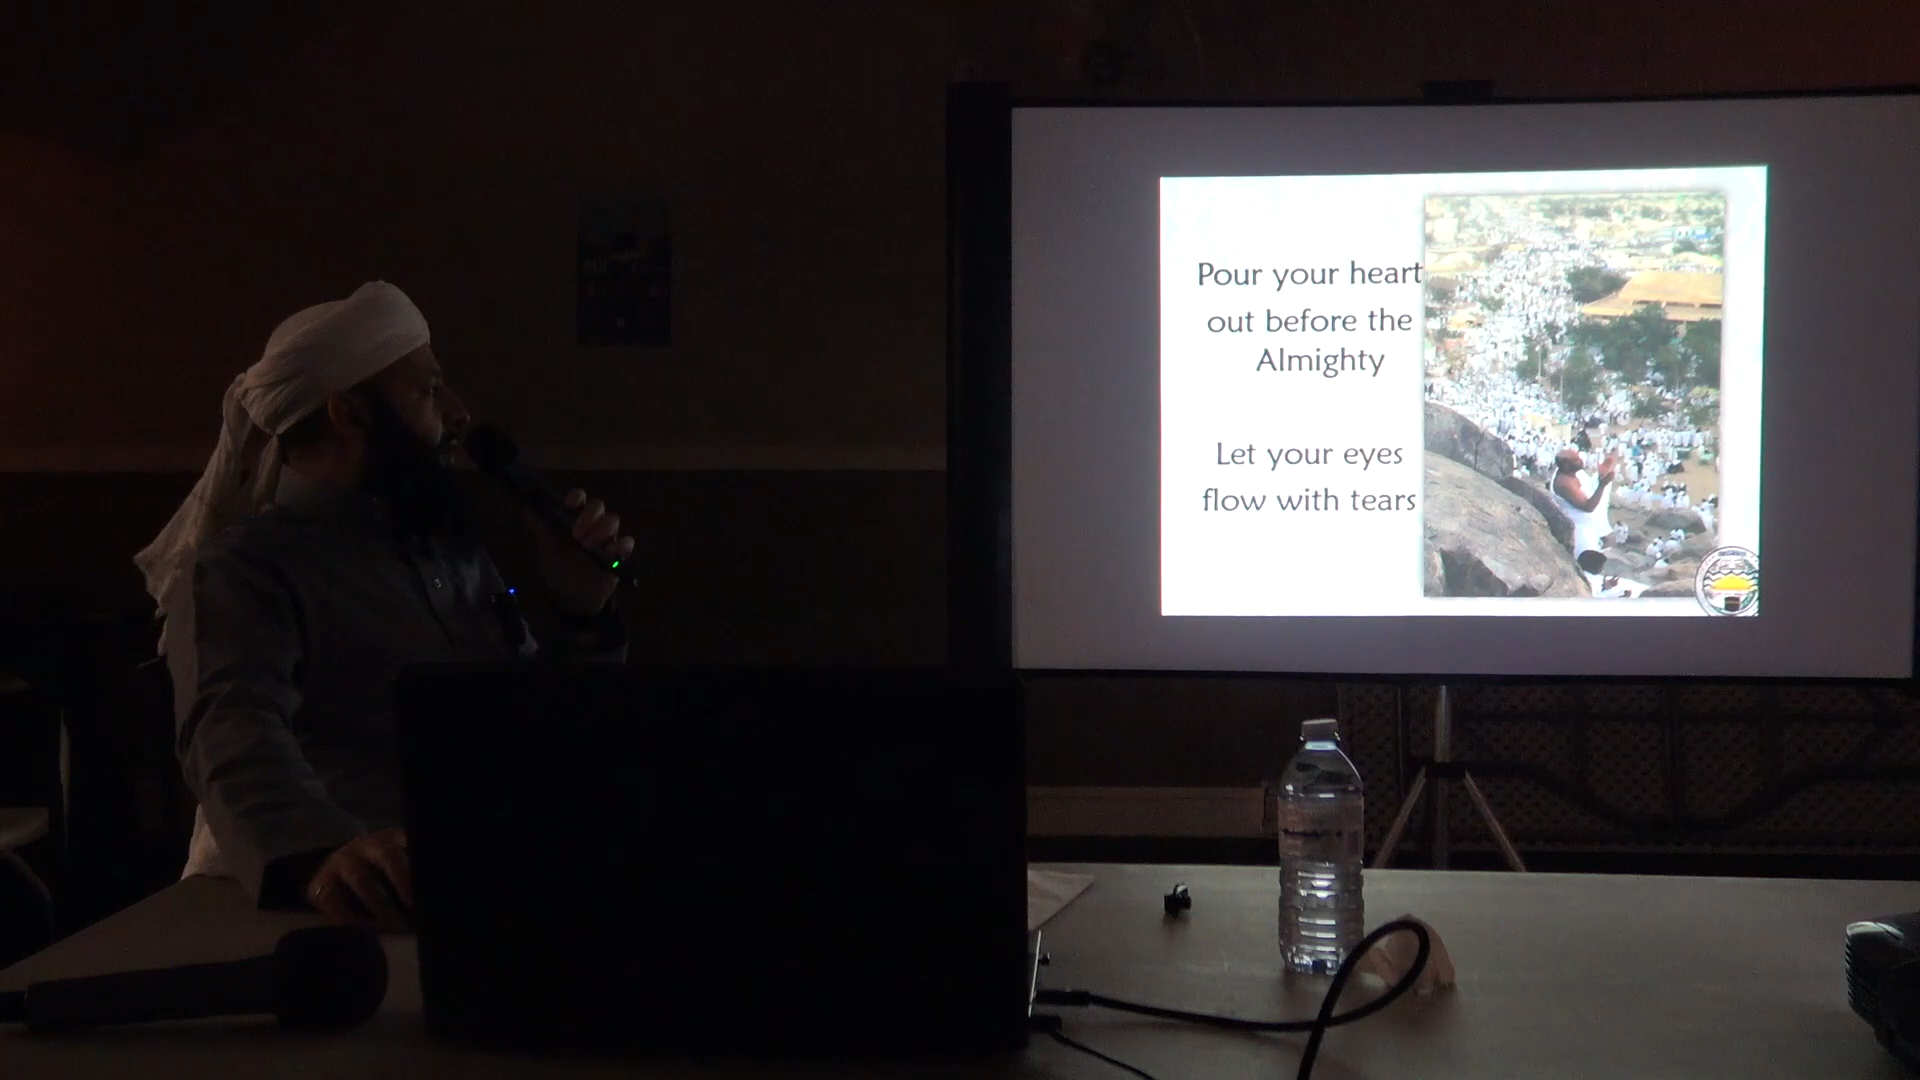 Pour your heart
out before the
Almighty
Let your eyes
flow with tears